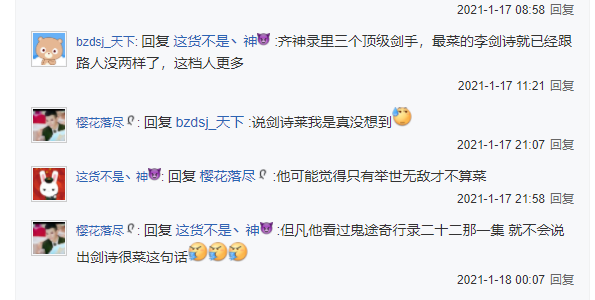 2021-1-17 08:58 回复
bzdsj_天下: 回复 这货不是丶神😈 :齐神录里三个顶级剑手，最菜的李剑诗就已经跟
路人没两样了，这档人更多
2021-1-17 11:21 回复
樱花落尽: 回复 bzdsj_天下 :说剑诗莱我是真没想到
2021-1-17 21:07 回复
这货不是丶神😈: 回复 樱花落尽 :他可能觉得只有举世无敌才不算菜
2021-1-17 21:58 回复
樱花落尽: 回复 这货不是丶神😈 :但凡他看过鬼途奇行录二十二那一集 就不会说
出剑诗很菜这句话
2021-1-18 00:07 回复